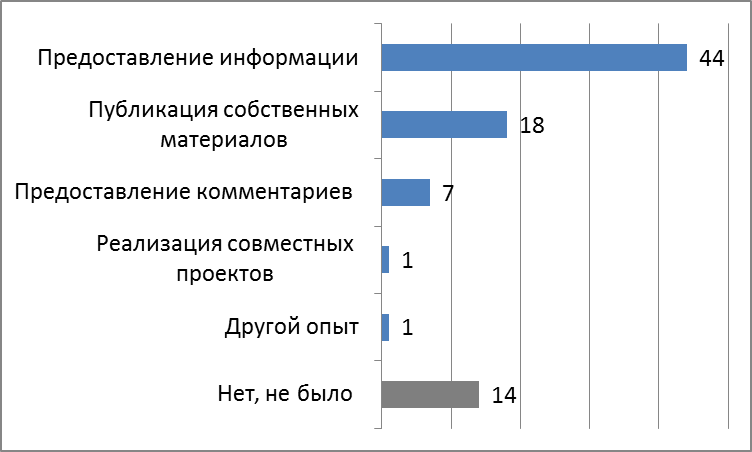 Предоставление информации
44
Публикация собственных
материалов
18
Предоставление комментариев
7
Реализация совместных
проектов
1
Другой опыт
1
Нет, не было
14